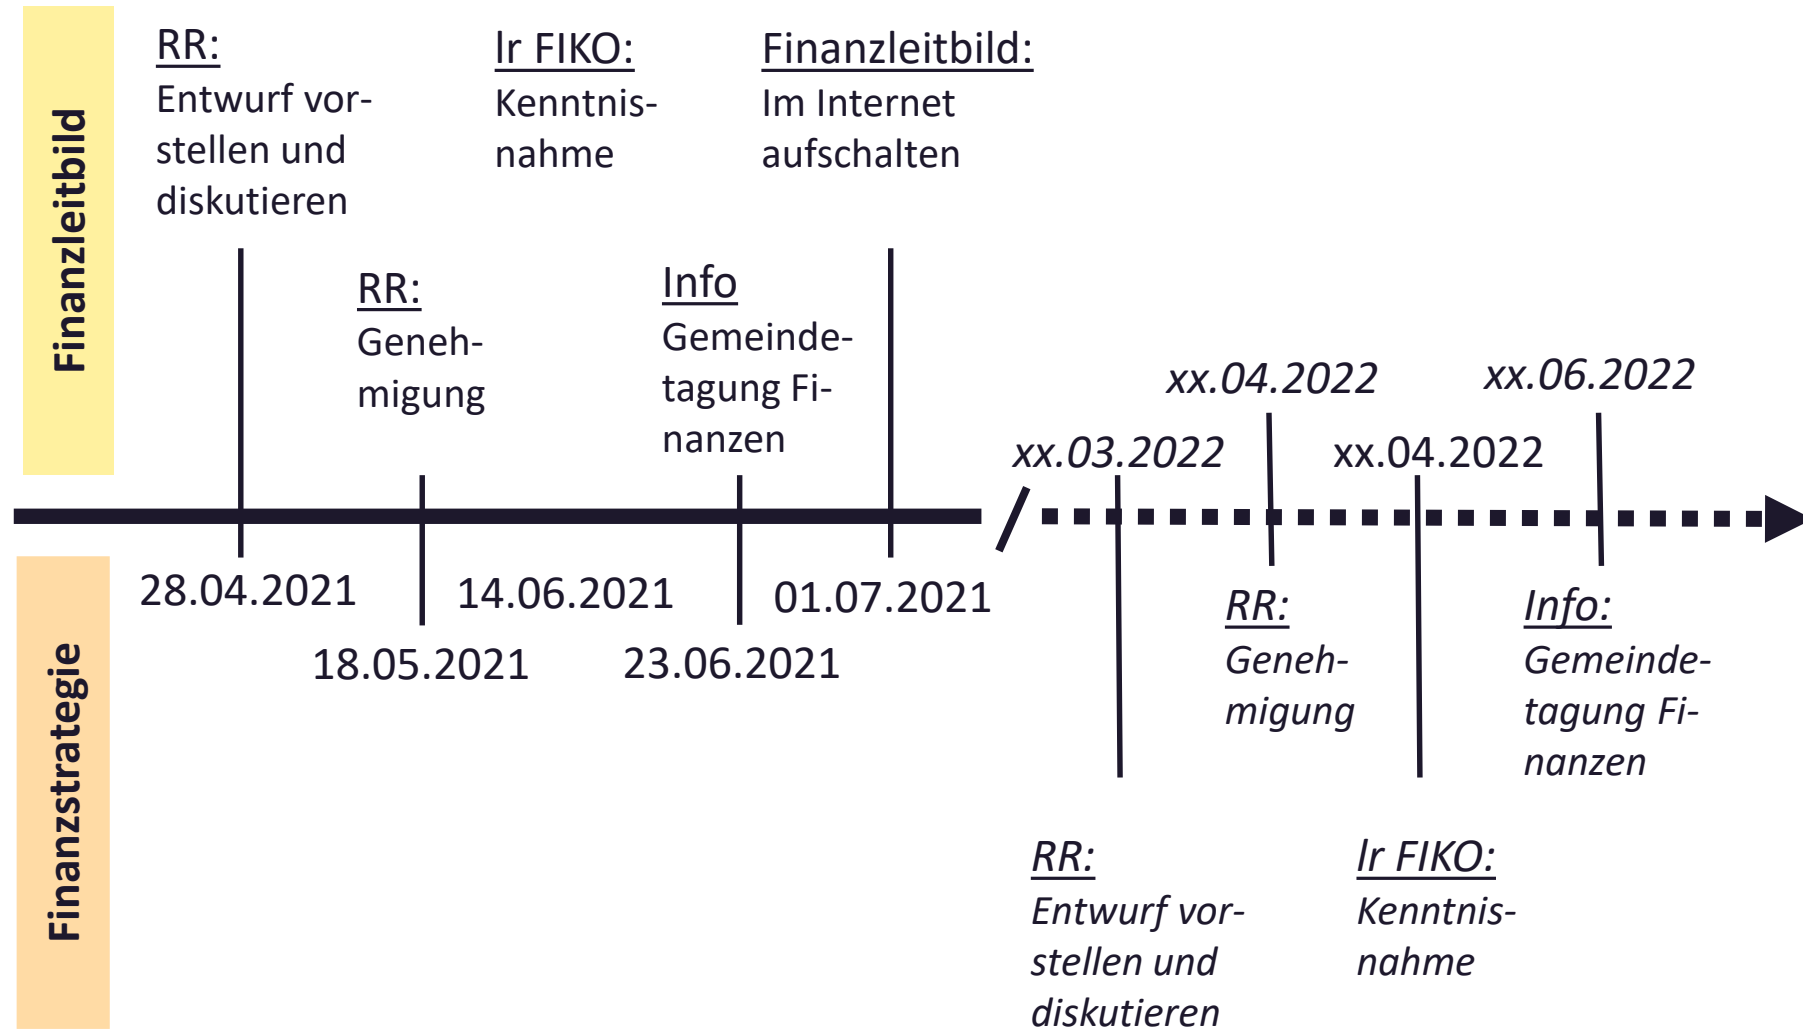 Finanzleitbild
RR:
Entwurf vor-
stellen und
diskutieren
lr FIKO:
Kenntnis-
nahme
Finanzleitbild:
Im Internet
aufschalten
RR:
Geneh-
migung
Info
Gemeinde-
tagung Fi-
nanzen
xx.03.2022
xx.04.2022
xx.04.2022
xx.06.2022
28.04.2021
18.05.2021
14.06.2021
23.06.2021
01.07.2021
Finanzstrategie
RR:
Entwurf vor-
stellen und
diskutieren
RR:
Geneh-
migung
lr FIKO:
Kenntnis-
nahme
Info:
Gemeinde-
tagung Fi-
nanzen